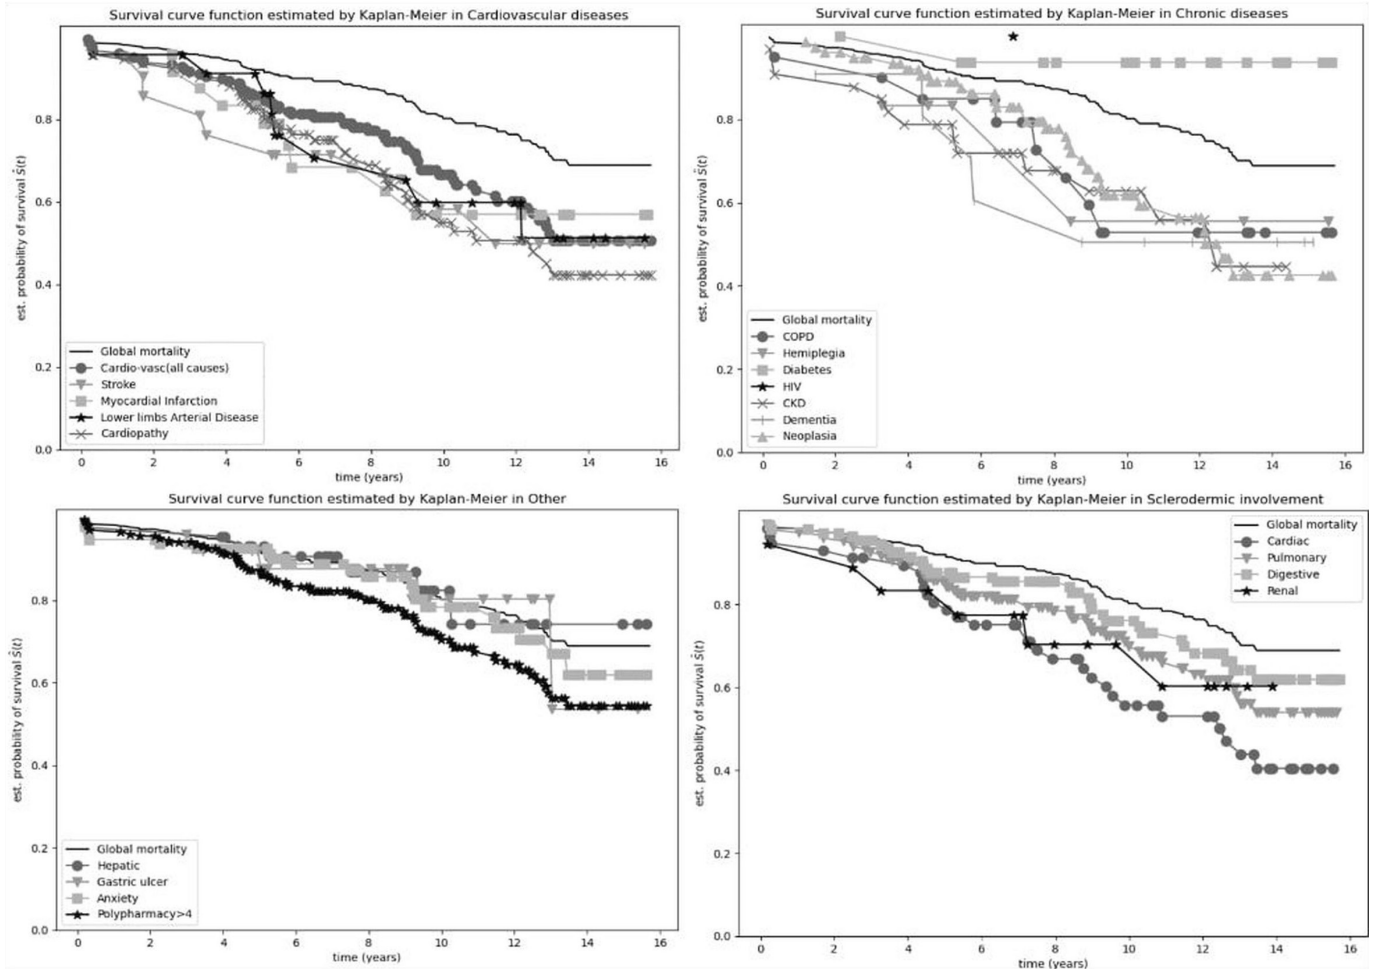 Survival curve function estimated by Kaplan-Meier in Cardiovascular diseases
est. probability of survival Ŝ(t)
0.8
0.6
0.4
0.2
0.0
Global mortality
Cardio-vasc(all causes)
Stroke
Myocardial Infarction
Lower limbs Arterial Disease
Cardiopathy
0 2 4 6 8 10 12 14 16
time (years)
Survival curve function estimated by Kaplan-Meier in Chronic diseases
est. probability of survival Ŝ(t)
0.8
0.6
0.4
0.2
0.0
Global mortality
COPD
Hemiplegia
Diabetes
HIV
CKD
Dementia
Neoplasia
0 2 4 6 8 10 12 14 16
time (years)
Survival curve function estimated by Kaplan-Meier in Other
est. probability of survival Ŝ(t)
0.8
0.6
0.4
0.2
0.0
Global mortality
Hepatic
Gastric ulcer
Anxiety
Polypharmacy>4
0 2 4 6 8 10 12 14 16
time (years)
Survival curve function estimated by Kaplan-Meier in Sclerodermic involvement
est. probability of survival Ŝ(t)
0.8
0.6
0.4
0.2
0.0
Global mortality
Cardiac
Pulmonary
Digestive
Renal
0 2 4 6 8 10 12 14 16
time (years)